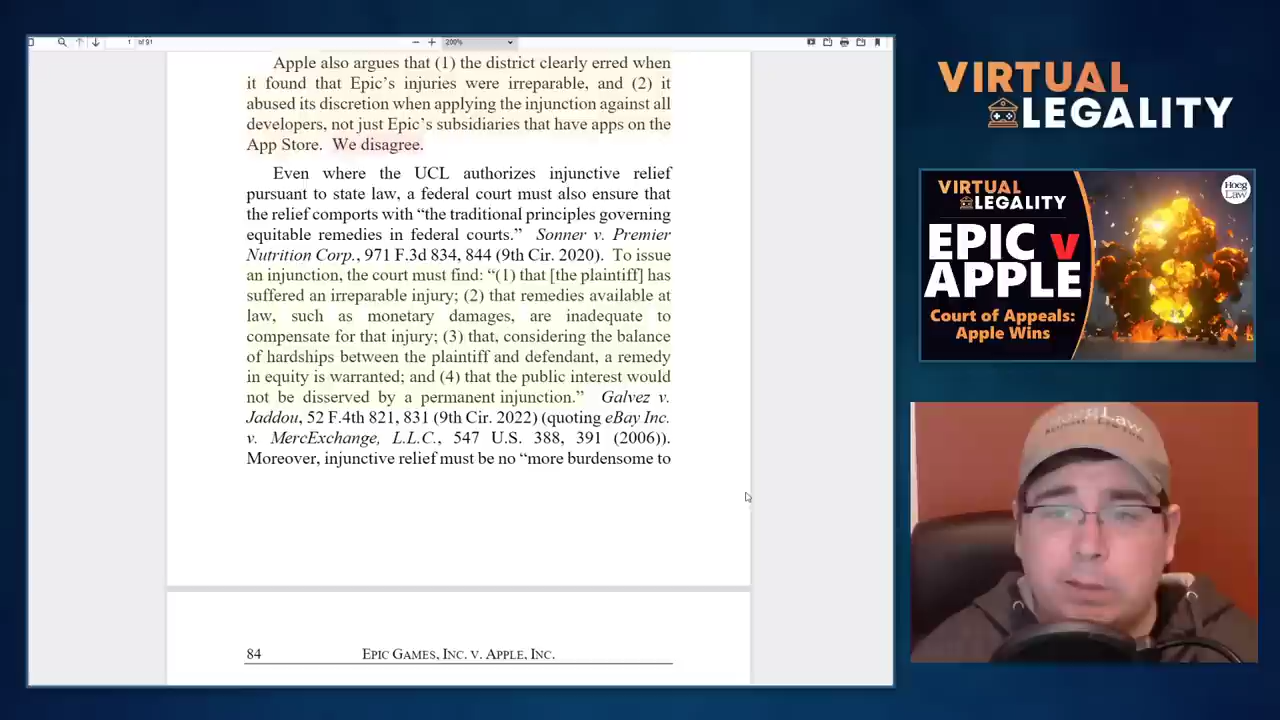 1 of 91
200%
Apple also argues that (1) the district clearly erred when
it found that Epic’s injuries were irreparable, and (2) it
abused its discretion when applying the injunction against all
developers, not just Epic’s subsidiaries that have apps on the
App Store. We disagree.
Even where the UCL authorizes injunctive relief
pursuant to state law, a federal court must also ensure that
the relief comports with “the traditional principles governing
equitable remedies in federal courts.” Sonner v. Premier
Nutrition Corp., 971 F.3d 834, 844 (9th Cir. 2020). To issue
an injunction, the court must find: “(1) that [the plaintiff] has
suffered an irreparable injury; (2) that remedies available at
law, such as monetary damages, are inadequate to
compensate for that injury; (3) that, considering the balance
of hardships between the plaintiff and defendant, a remedy
in equity is warranted; and (4) that the public interest would
not be disserved by a permanent injunction.” Galvez v.
Jaddou, 52 F.4th 821, 831 (9th Cir. 2022) (quoting eBay Inc.
v. MercExchange, L.L.C., 547 U.S. 388, 391 (2006)).
Moreover, injunctive relief must be no “more burdensome to
84 EPIC GAMES, INC. V. APPLE, INC.
VIRTUAL
LEGALITY
VIRTUAL
LEGALITY
Hoeg
Law
EPIC v
APPLE
Court of Appeals:
Apple Wins